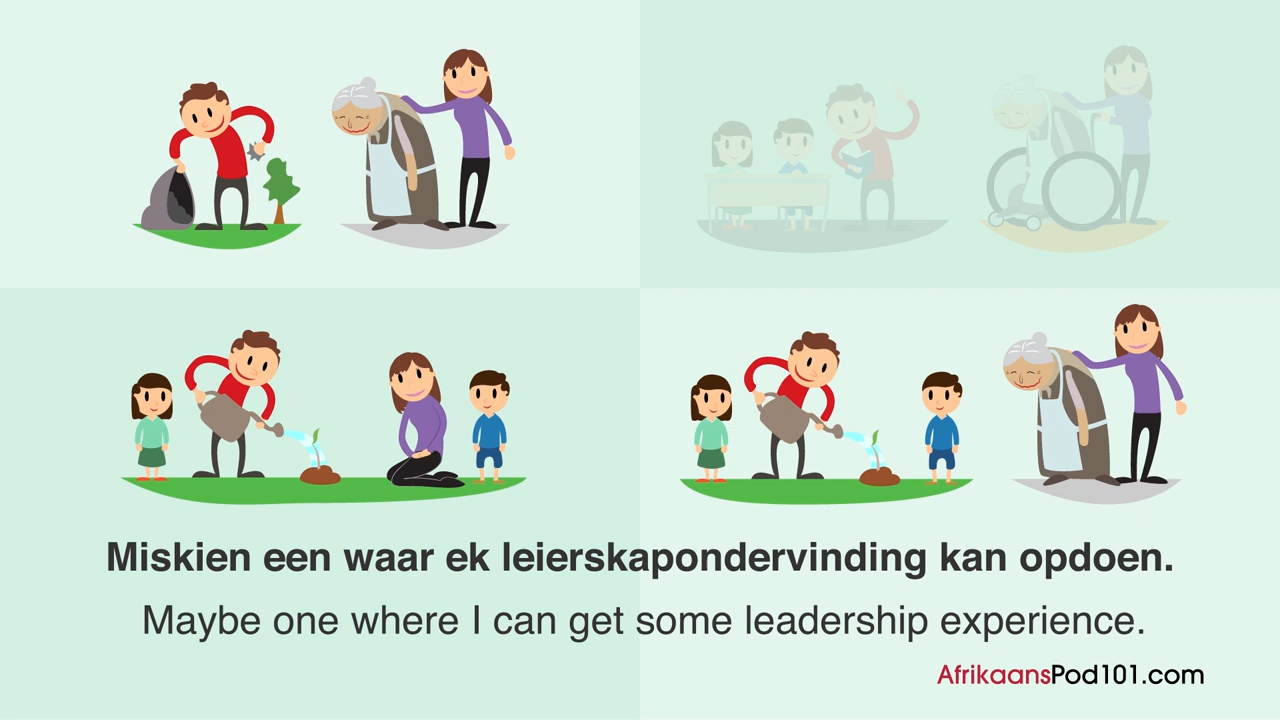 Miskien een waar ek leierskapondervinding kan opdoen.
Maybe one where I can get some leadership experience.
AfrikaansPod101.com